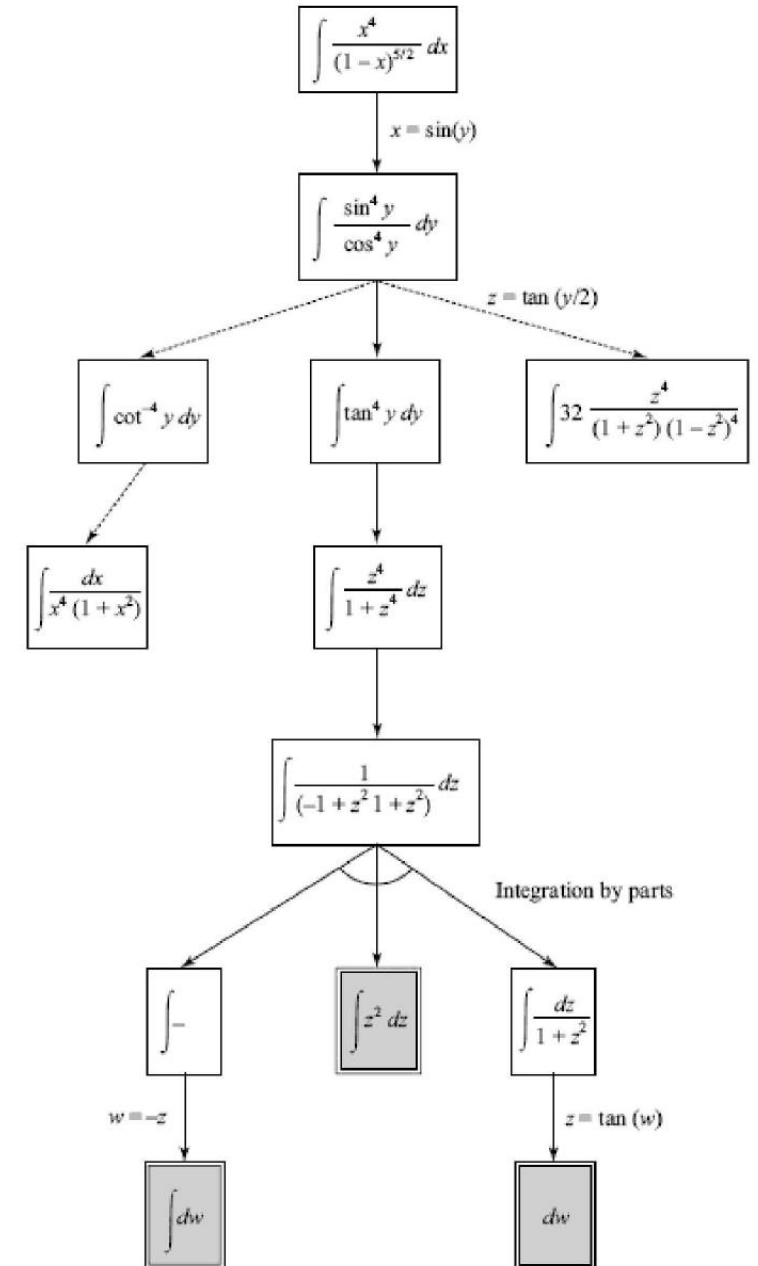 ∫ x⁴ / (1 – x)^5/2 dx
x = sin(y)
∫ sin⁴ y / cos⁴ y dy
z = tan (y/2)
∫ cot⁻⁴ y dy
∫ tan⁴ y dy
∫ 32 z⁴ / (1 + z²) (1 – z²)⁴
∫ dx / x⁴ (1 + x²)
∫ z⁴ / 1 + z⁴ dz
∫ 1 / (–1 + z² 1 + z²) dz
Integration by parts
∫ –
∫ z² dz
∫ dz / 1 + z²
w = –z
z = tan (w)
∫ dw
dw